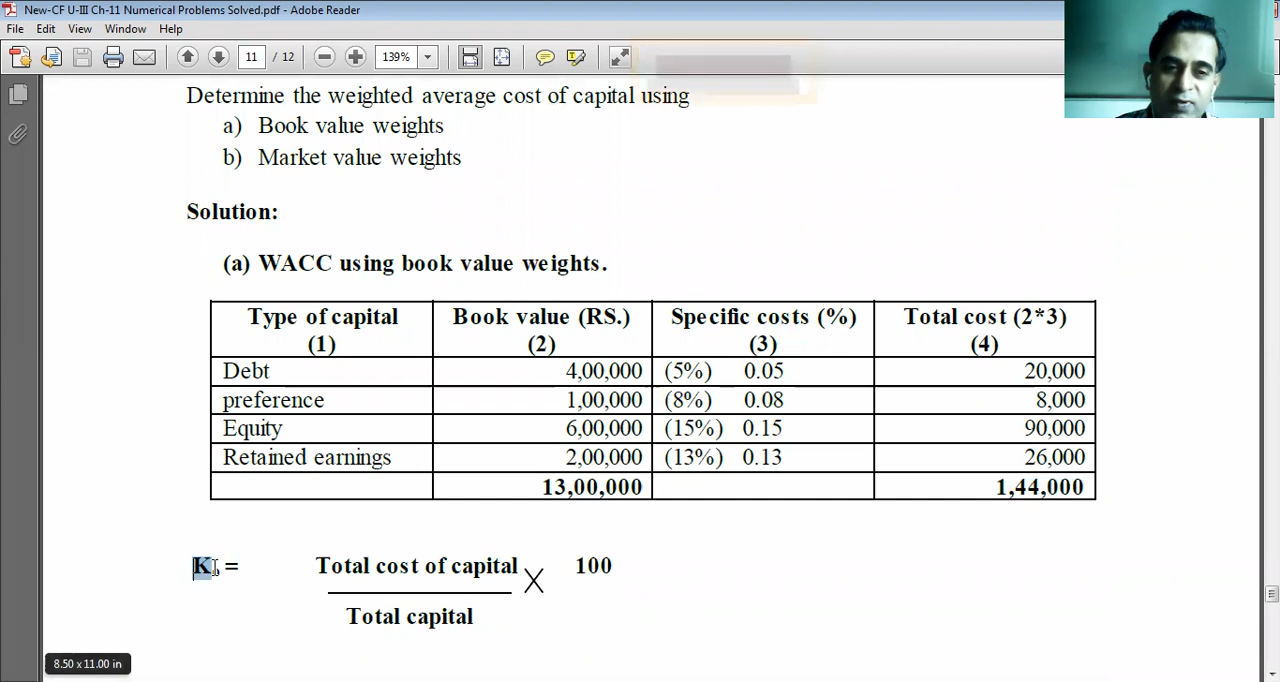 New-CF U-III Ch-11 Numerical Problems Solved.pdf - Adobe Reader
File Edit View Window Help
11 / 12 139%
Determine the weighted average cost of capital using
a) Book value weights
b) Market value weights
Solution:
(a) WACC using book value weights.
Type of capital (1) Book value (RS.) (2) Specific costs (%) (3) Total cost (2*3) (4)
Debt 4,00,000 (5%) 0.05 20,000
preference 1,00,000 (8%) 0.08 8,000
Equity 6,00,000 (15%) 0.15 90,000
Retained earnings 2,00,000 (13%) 0.13 26,000
13,00,000 1,44,000
K = Total cost of capital × 100
Total capital
8.50 x 11.00 in